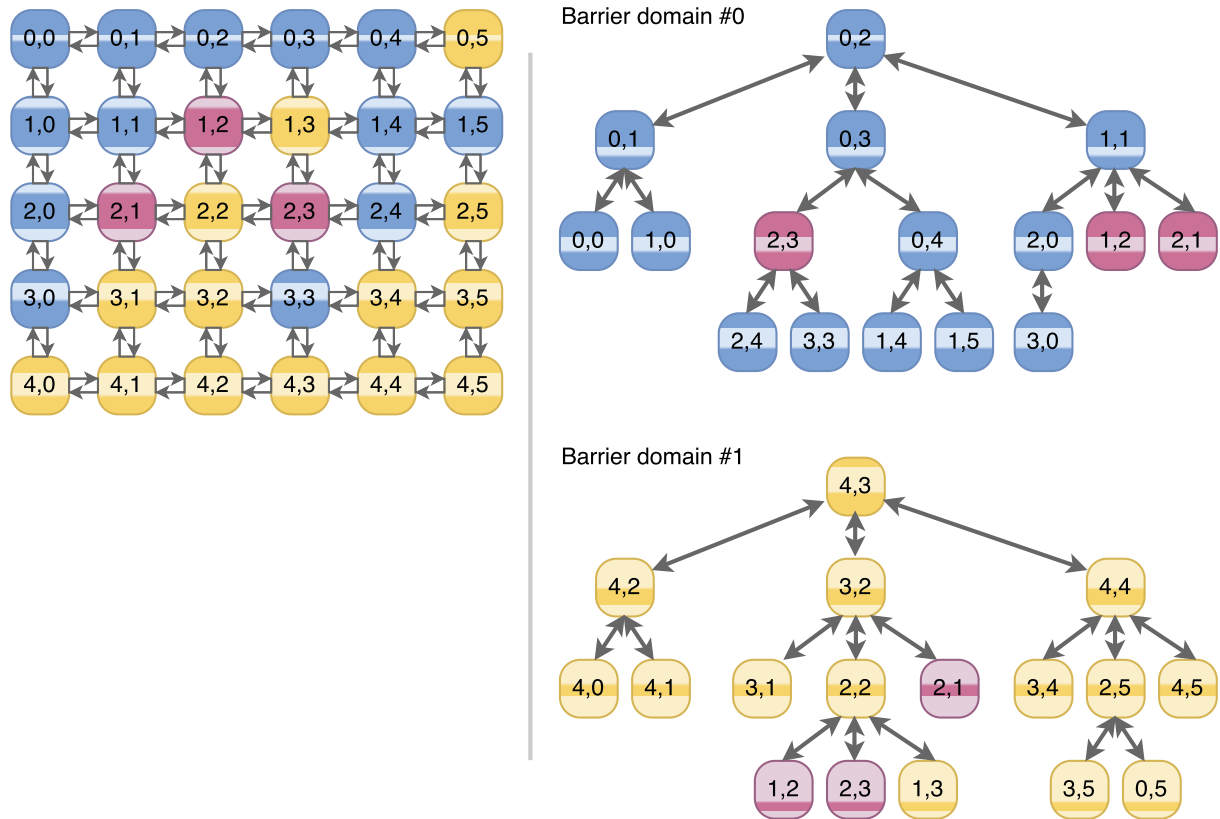 0,0 0,1 0,2 0,3 0,4 0,5
1,0 1,1 1,2 1,3 1,4 1,5
2,0 2,1 2,2 2,3 2,4 2,5
3,0 3,1 3,2 3,3 3,4 3,5
4,0 4,1 4,2 4,3 4,4 4,5
Barrier domain #0
0,2
0,1 0,3 1,1
0,0 1,0 2,3 0,4 2,0 1,2 2,1
2,4 3,3 1,4 1,5 3,0
Barrier domain #1
4,3
4,2 3,2 4,4
4,0 4,1 3,1 2,2 2,1 3,4 2,5 4,5
1,2 2,3 1,3 3,5 0,5